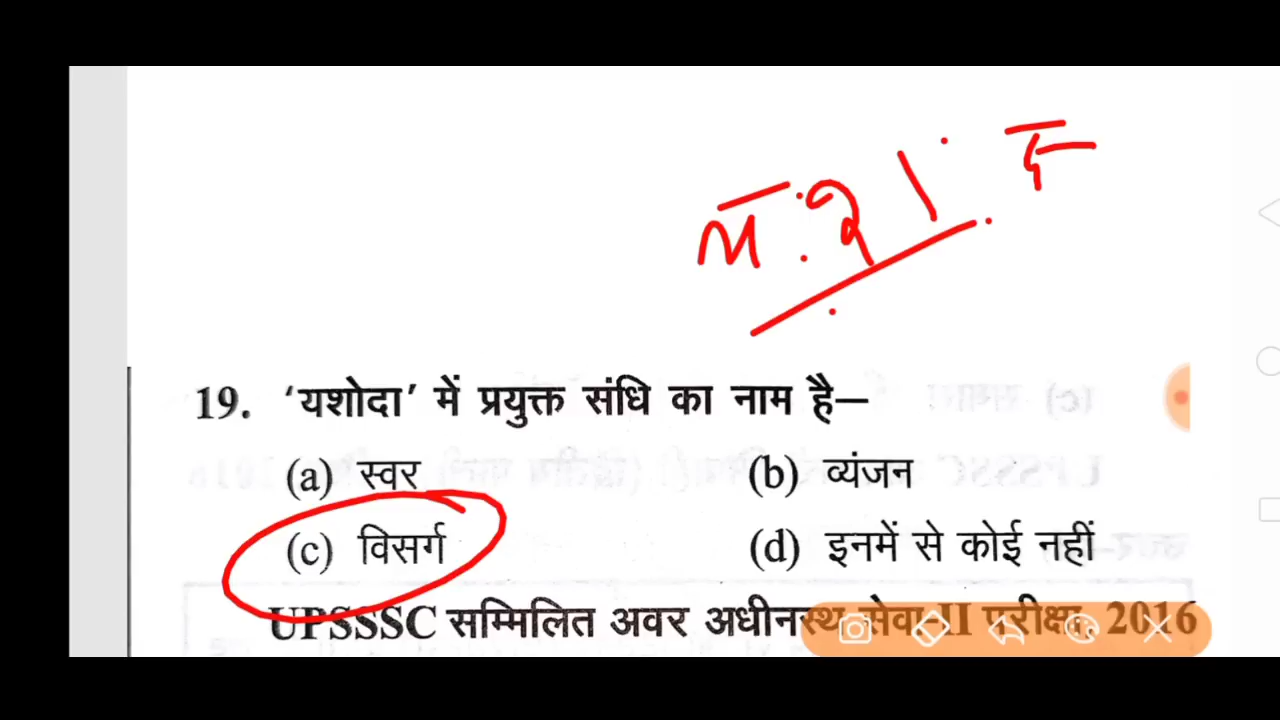 19. ‘यशोदा’ में प्रयुक्त संधि का नाम है—
(a) स्वर (b) व्यंजन
(c) विसर्ग (d) इनमें से कोई नहीं
UPSSSC सम्मिलित अवर अधीनस्थ सेवा-II परीक्षा, 2016